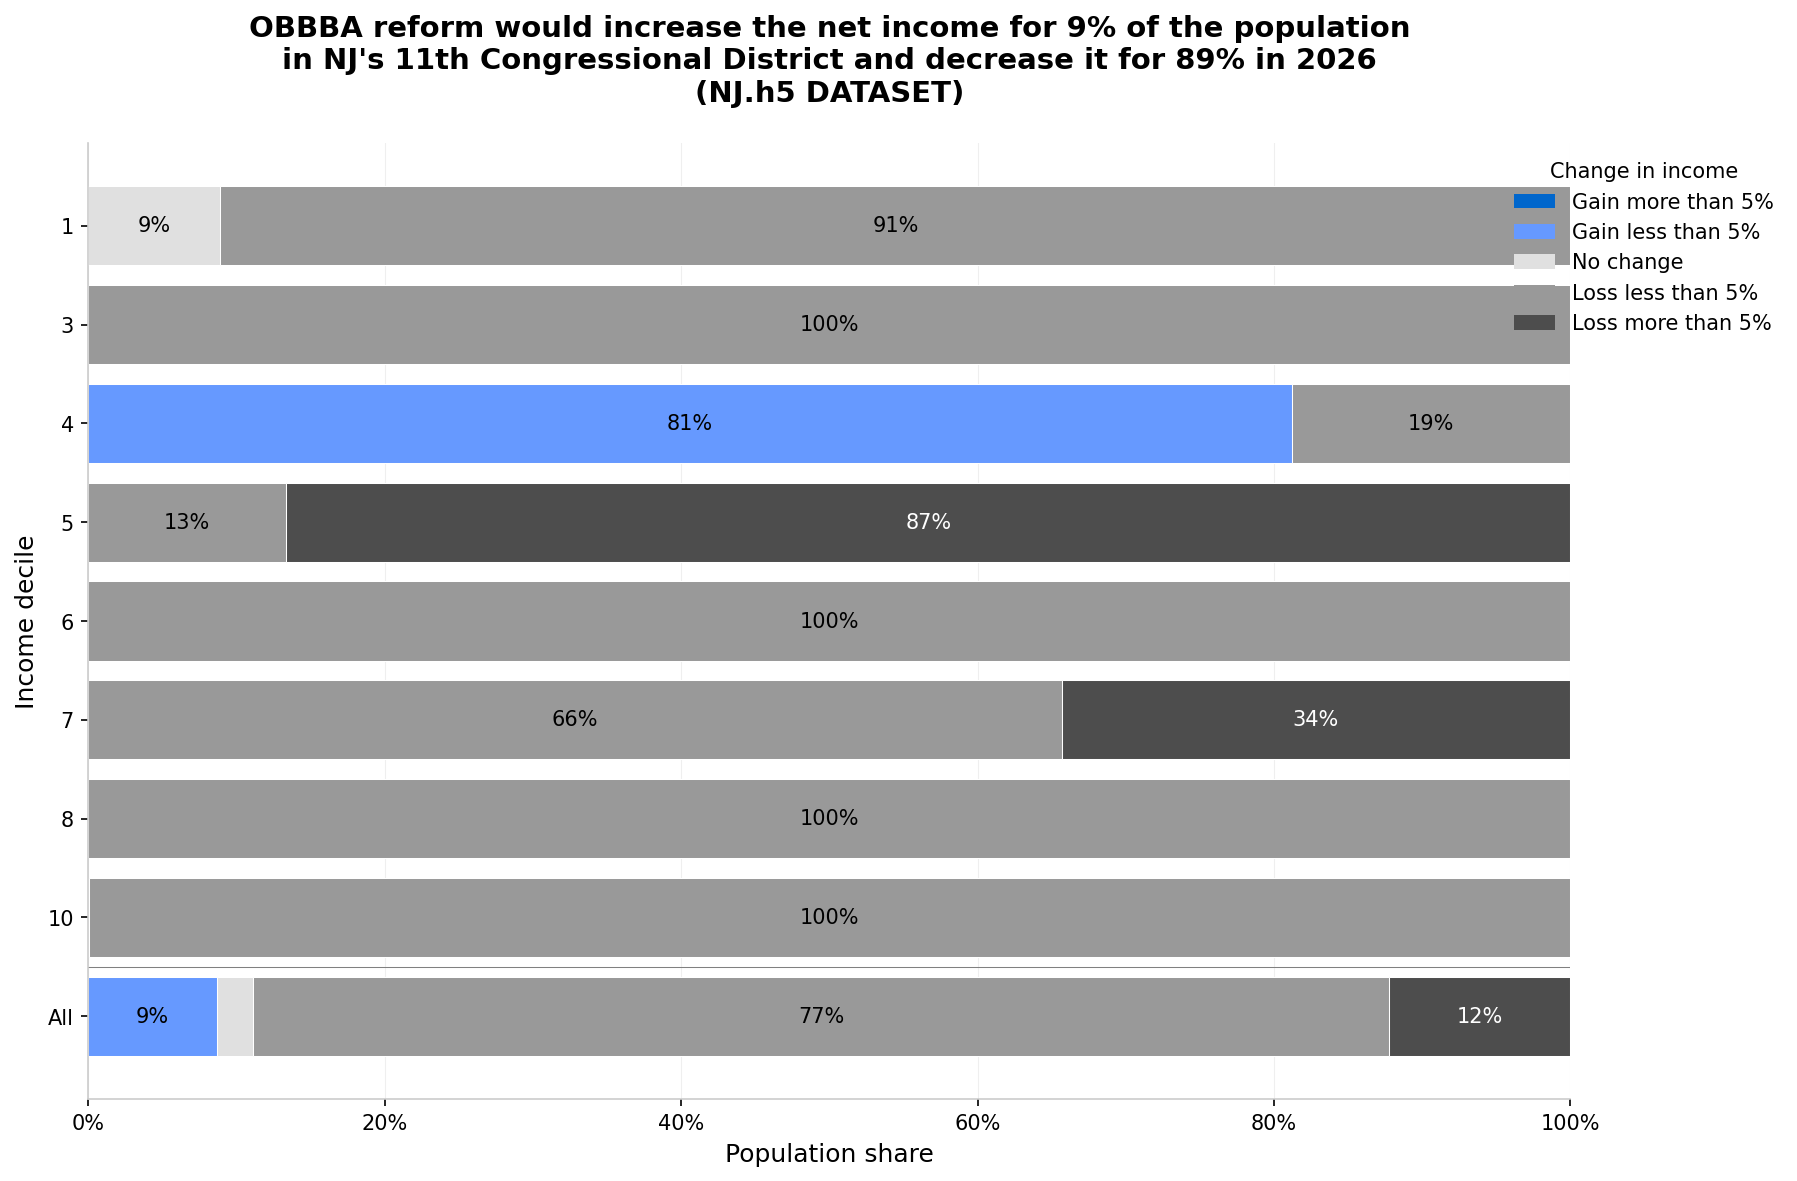 OBBBA reform would increase the net income for 9% of the population
in NJ's 11th Congressional District and decrease it for 89% in 2026
(NJ.h5 DATASET)
Change in income
Gain more than 5%
Gain less than 5%
No change
Loss less than 5%
Loss more than 5%
Income decile
1
9%
91%
3
100%
4
81%
19%
5
13%
87%
6
100%
7
66%
34%
8
100%
10
100%
All
9%
77%
12%
0%
20%
40%
60%
80%
100%
Population share